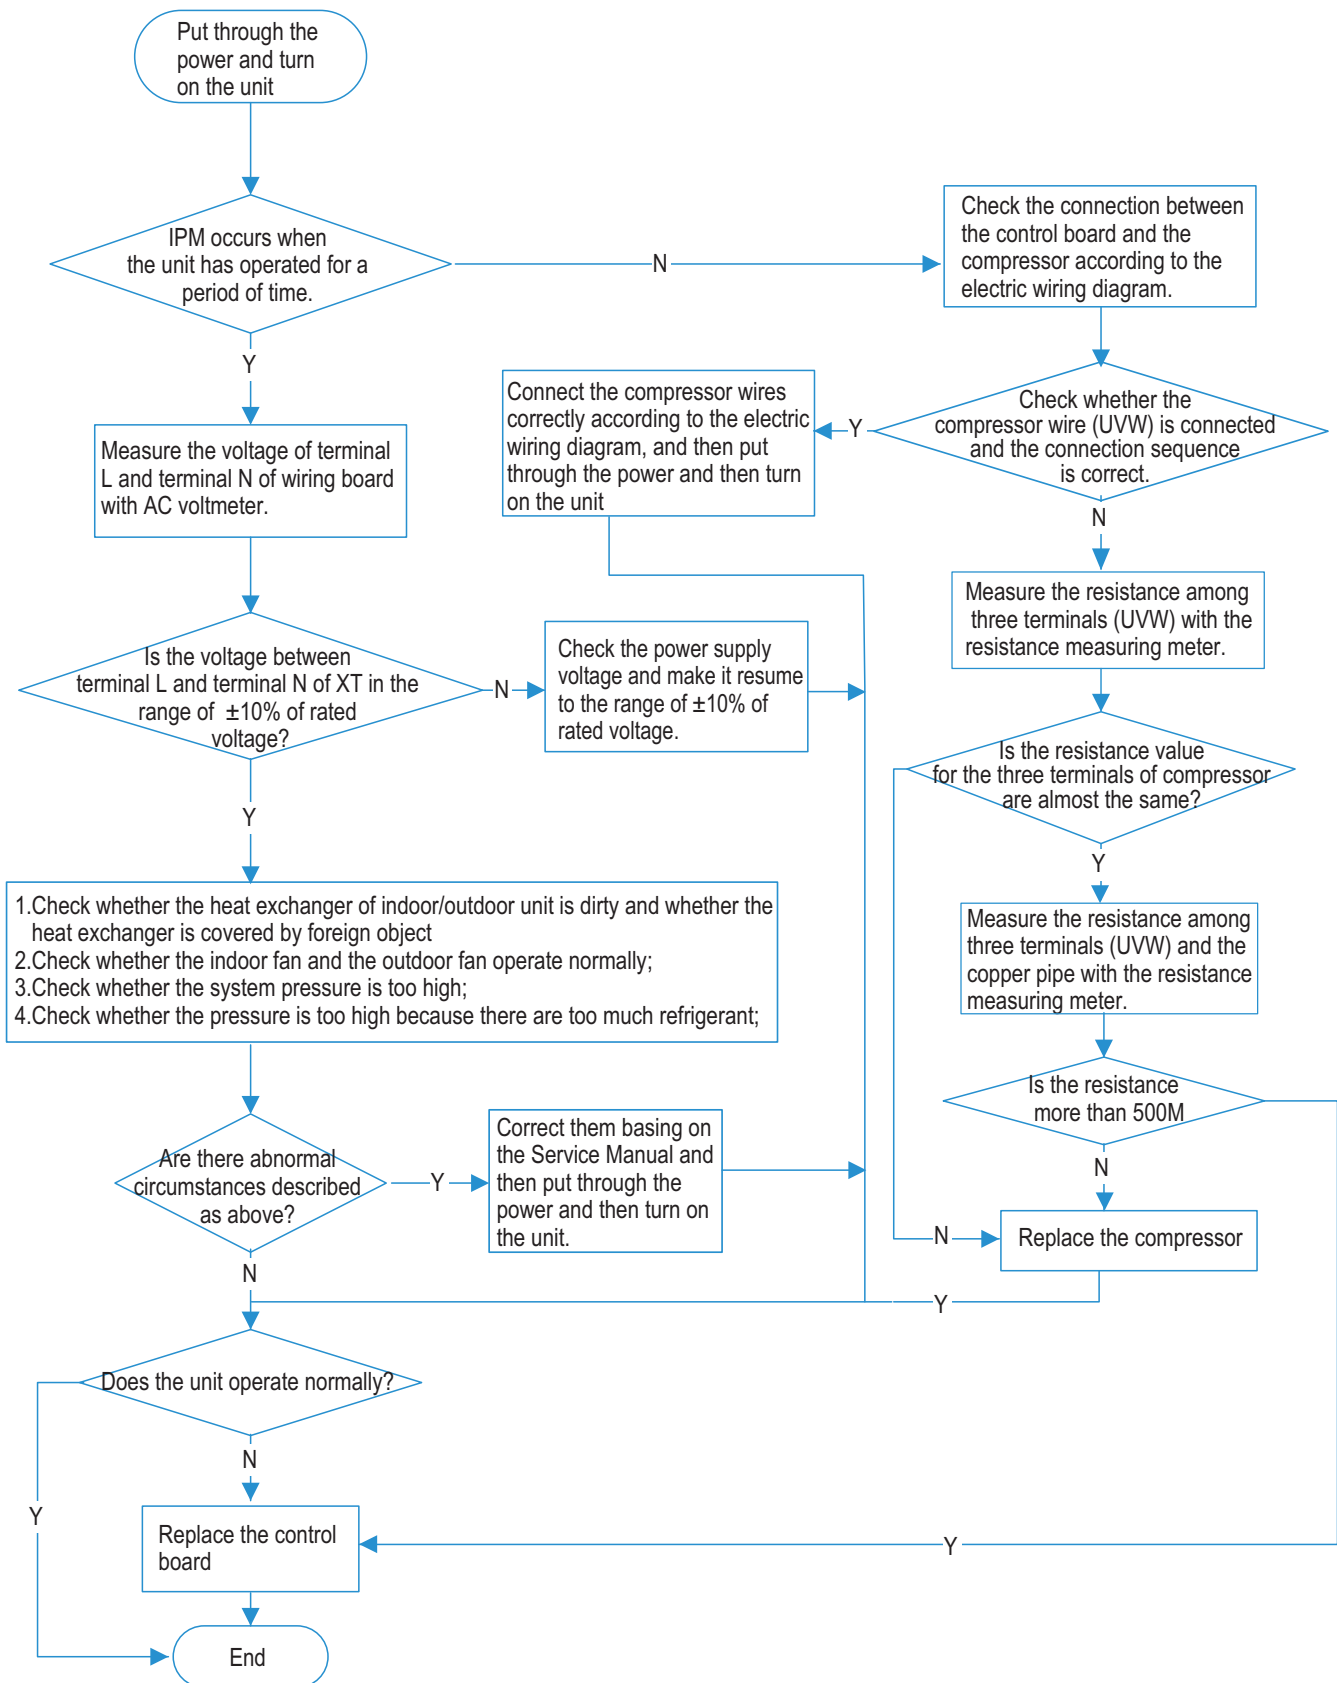 Put through the
power and turn
on the unit
IPM occurs when
the unit has operated for a
period of time.
N
Check the connection between
the control board and the
compressor according to the
electric wiring diagram.
Y
Measure the voltage of terminal
L and terminal N of wiring board
with AC voltmeter.
Connect the compressor wires
correctly according to the electric
wiring diagram, and then put
through the power and then turn
on the unit
Y
Check whether the
compressor wire (UVW) is connected
and the connection sequence
is correct.
N
Measure the resistance among
three terminals (UVW) with the
resistance measuring meter.
Is the voltage between
terminal L and terminal N of XT in the
range of ±10% of rated
voltage?
N
Check the power supply
voltage and make it resume
to the range of ±10% of
rated voltage.
Is the resistance value
for the three terminals of compressor
are almost the same?
Y
Y
1.Check whether the heat exchanger of indoor/outdoor unit is dirty and whether the
heat exchanger is covered by foreign object
2.Check whether the indoor fan and the outdoor fan operate normally;
3.Check whether the system pressure is too high;
4.Check whether the pressure is too high because there are too much refrigerant;
Measure the resistance among
three terminals (UVW) and the
copper pipe with the resistance
measuring meter.
Is the resistance
more than 500M
Are there abnormal
circumstances described
as above?
Y
Correct them basing on
the Service Manual and
then put through the
power and then turn on
the unit.
N
N
Replace the compressor
N
Y
Does the unit operate normally?
N
Y
Replace the control
board
Y
End